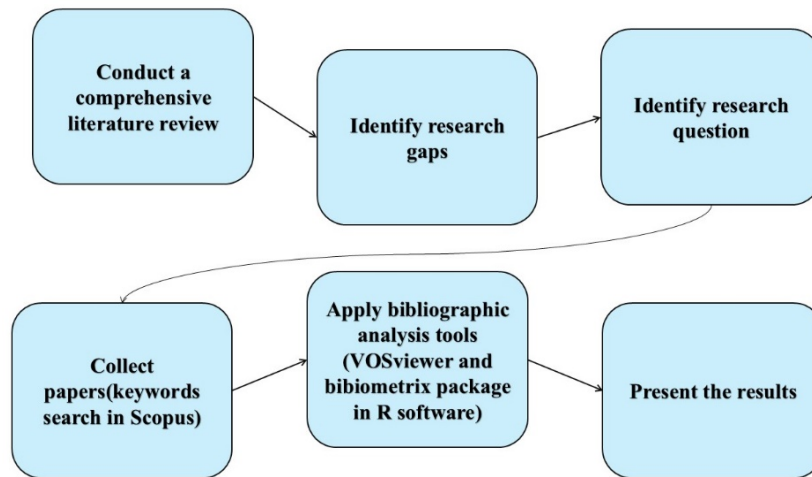 Conduct a
comprehensive
literature review
Identify research
gaps
Identify research
question
Collect
papers(keywords
search in Scopus)
Apply bibliographic
analysis tools
(VOSviewer and
bibiometrix package
in R software)
Present the results